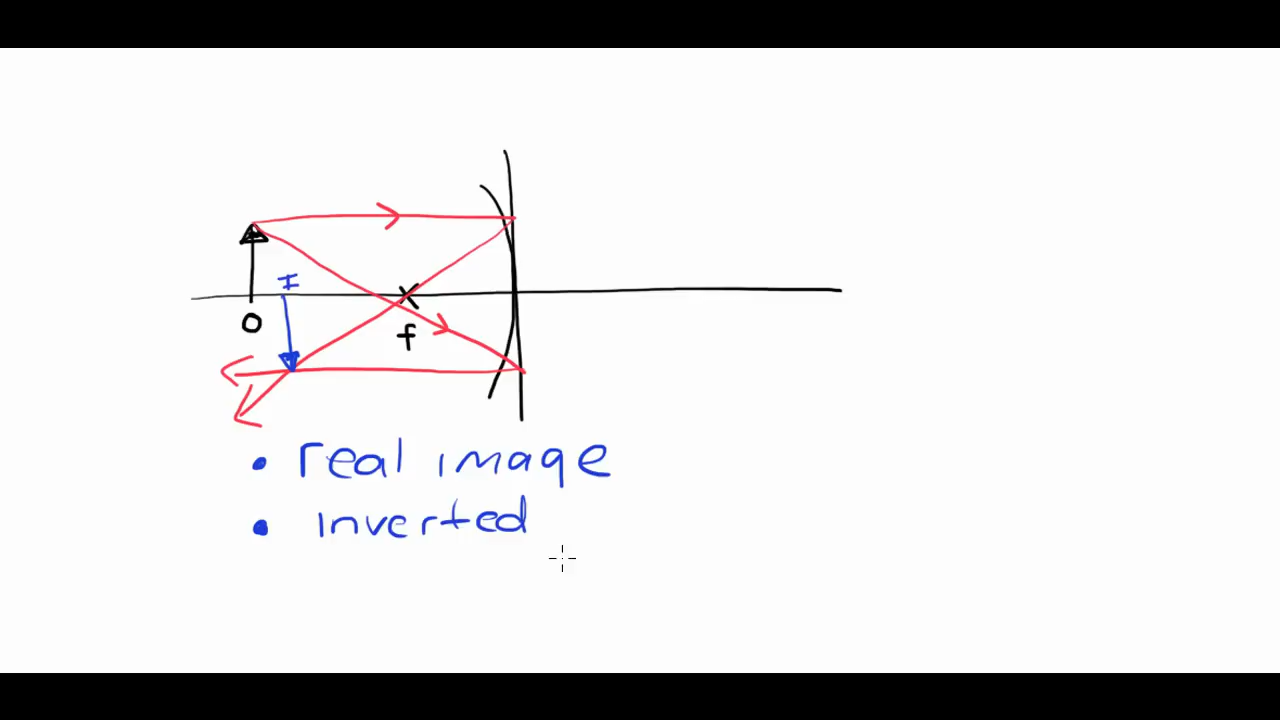 I
O
f
• real image
• inverted